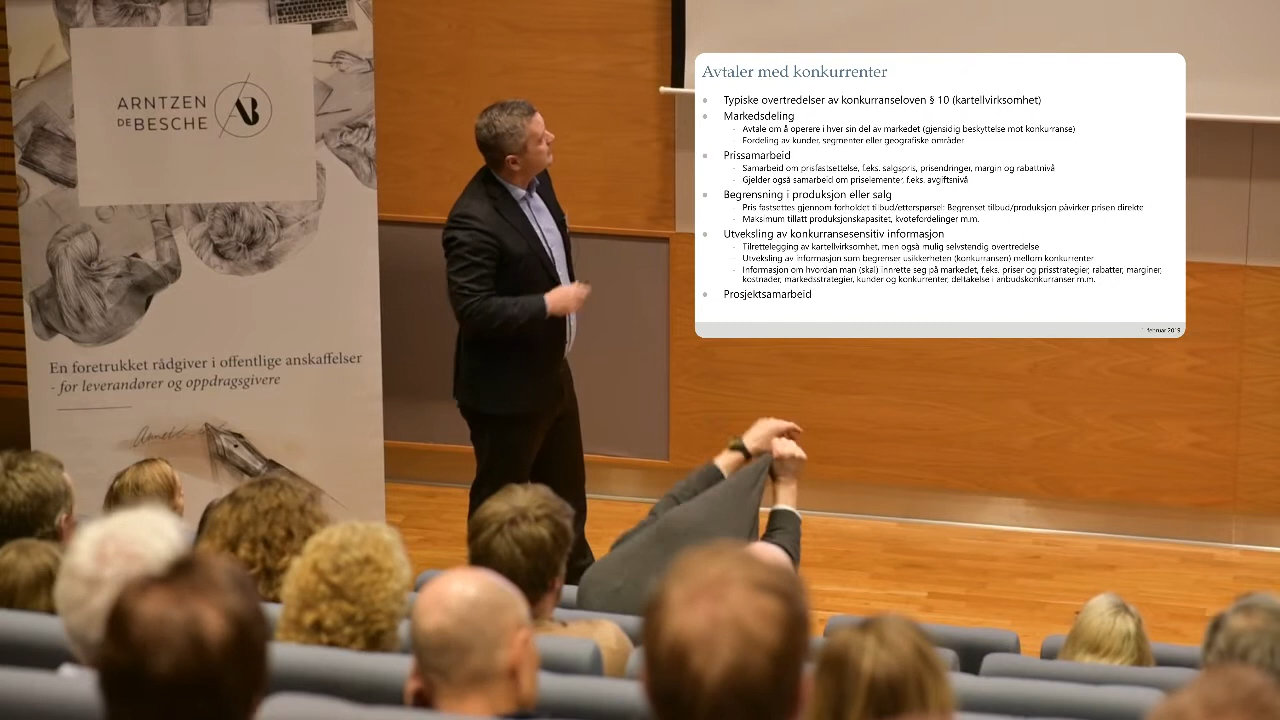 ARNTZEN
DE BESCHE
AB
En foretrukket rådgiver i offentlige anskaffelser
- for leverandører og oppdragsgivere
Avtaler med konkurrenter
Typiske overtredelser av konkurranseloven § 10 (kartellvirksomhet)
Markedsdeling
- Avtale om å operere i hver sin del av markedet (gjensidig beskyttelse mot konkurranse)
- Fordeling av kunder, segmenter eller geografiske områder
Prissamarbeid
- Samarbeid om prisfastsettelse, f.eks. salgspris, prisendringer, margin og rabattnivå
- Gjelder også samarbeid om priselementer, f.eks. avgiftsnivå
Begrensning i produksjon eller salg
- Pris fastsettes gjennom forholdet tilbud/etterspørsel: Begrenset tilbud/produksjon påvirker prisen direkte
- Maksimum tillatt produksjonskapasitet, kvotefordelinger m.m.
Utveksling av konkurransesensitiv informasjon
- Tilrettelegging av kartellvirksomhet, men også mulig selvstendig overtredelse
- Utveksling av informasjon som begrenser usikkerheten (konkurransen) mellom konkurrenter
- Informasjon om hvordan man (skal) innrette seg på markedet, f.eks. priser og prisstrategier, rabatter, marginer,
kostnader, markedsstrategier, kunder og konkurrenter, deltakelse i anbudskonkurranser m.m.
Prosjektsamarbeid
februar 2019